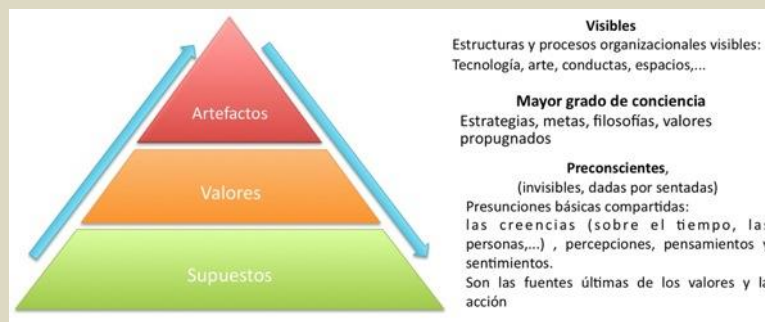 Artefactos
Valores
Supuestos
Visibles
Estructuras y procesos organizacionales visibles:
Tecnología, arte, conductas, espacios,...
Mayor grado de conciencia
Estrategias, metas, filosofías, valores
propugnados
Preconscientes,
(invisibles, dadas por sentadas)
Presunciones básicas compartidas:
las creencias (sobre el tiempo, las
personas,...) , percepciones, pensamientos y
sentimientos.
Son las fuentes últimas de los valores y la
acción